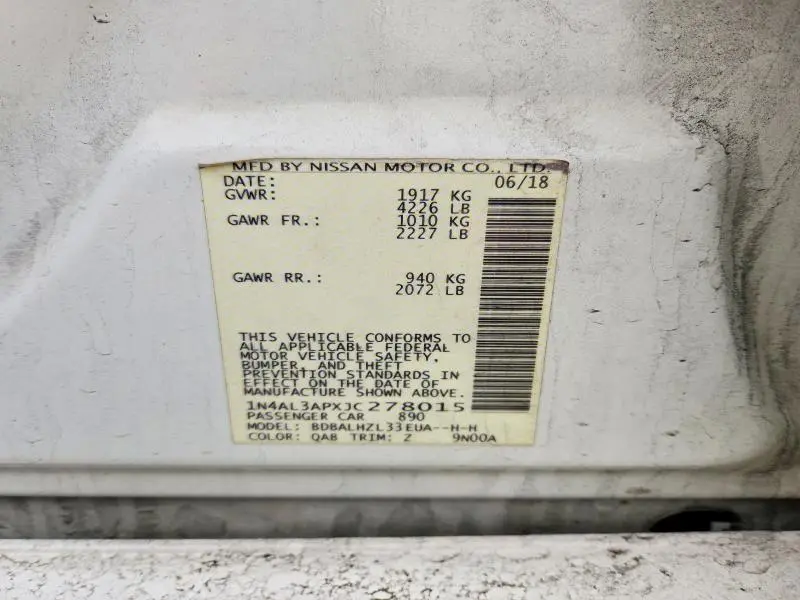 MFD BY NISSAN MOTOR CO., LTD.
DATE: 06/18
GVWR: 1917 KG
4226 LB
GAWR FR.: 1010 KG
2227 LB
GAWR RR.: 940 KG
2072 LB
THIS VEHICLE CONFORMS TO
ALL APPLICABLE FEDERAL
MOTOR VEHICLE SAFETY,
BUMPER, AND THEFT
PREVENTION STANDARDS IN
EFFECT ON THE DATE OF
MANUFACTURE SHOWN ABOVE.
1N4AL3APXJC278015
PASSENGER CAR 890
MODEL: BDBALHZL33EUA--H-H
COLOR: QAB TRIM: Z 9N00A